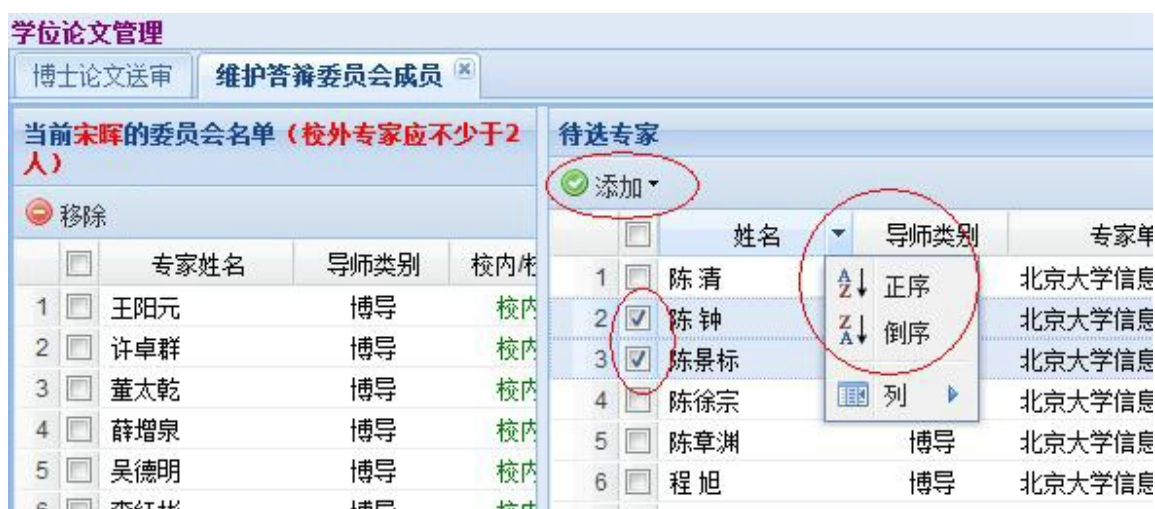 学位论文管理
博士论文送审 维护答辩委员会成员
当前宋晖的委员会名单（校外专家应不少于2
人）
移除
专家姓名 导师类别 校内/校
1 王阳元 博导 校内
2 许卓群 博导 校内
3 董太乾 博导 校内
4 薛增泉 博导 校内
5 吴德明 博导 校内
6
待选专家
添加
姓名 导师类别 专家单
1 陈清 北京大学信息
2 陈钟 北京大学信息
3 陈景标 北京大学信息
4 陈徐宗 北京大学信息
5 陈章渊 博导 北京大学信息
6 程旭 博导 北京大学信息
正序
倒序
列